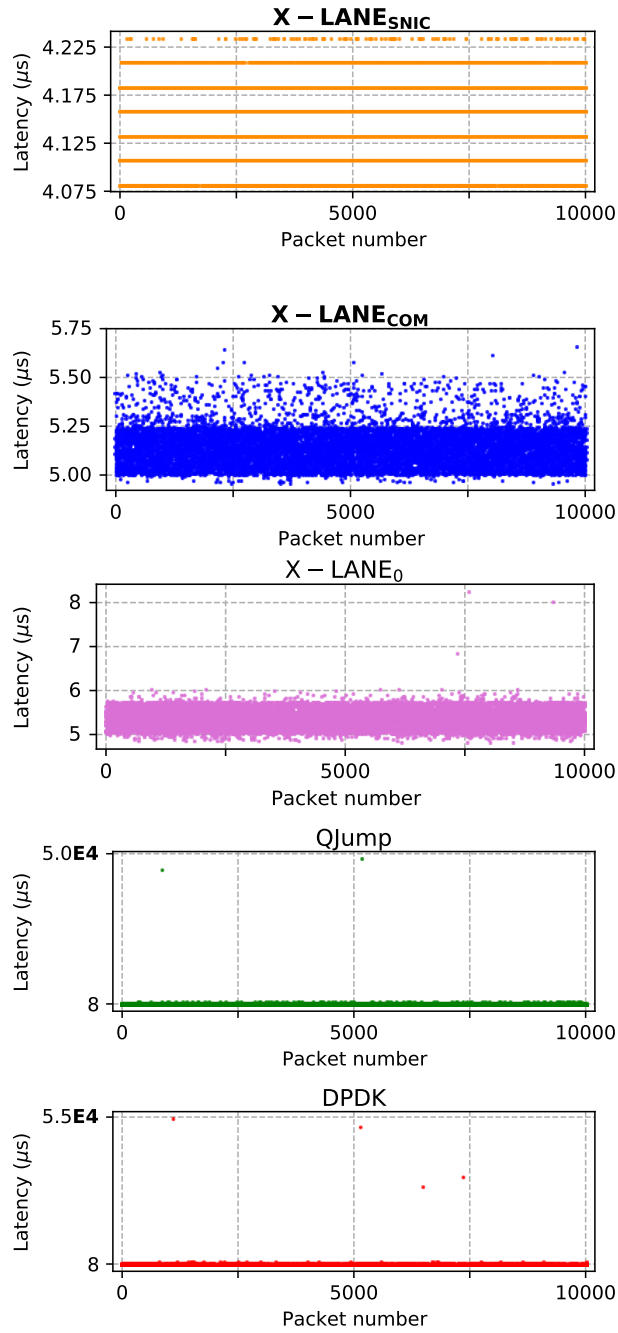 X – LANE_SNIC
Latency (μs)
4.225
4.175
4.125
4.075
0 5000 10000
Packet number
X – LANE_COM
Latency (μs)
5.75
5.50
5.25
5.00
0 5000 10000
Packet number
X – LANE_0
Latency (μs)
8
7
6
5
0 5000 10000
Packet number
QJump
Latency (μs)
5.0E4
8
0 5000 10000
Packet number
DPDK
Latency (μs)
5.5E4
8
0 5000 10000
Packet number